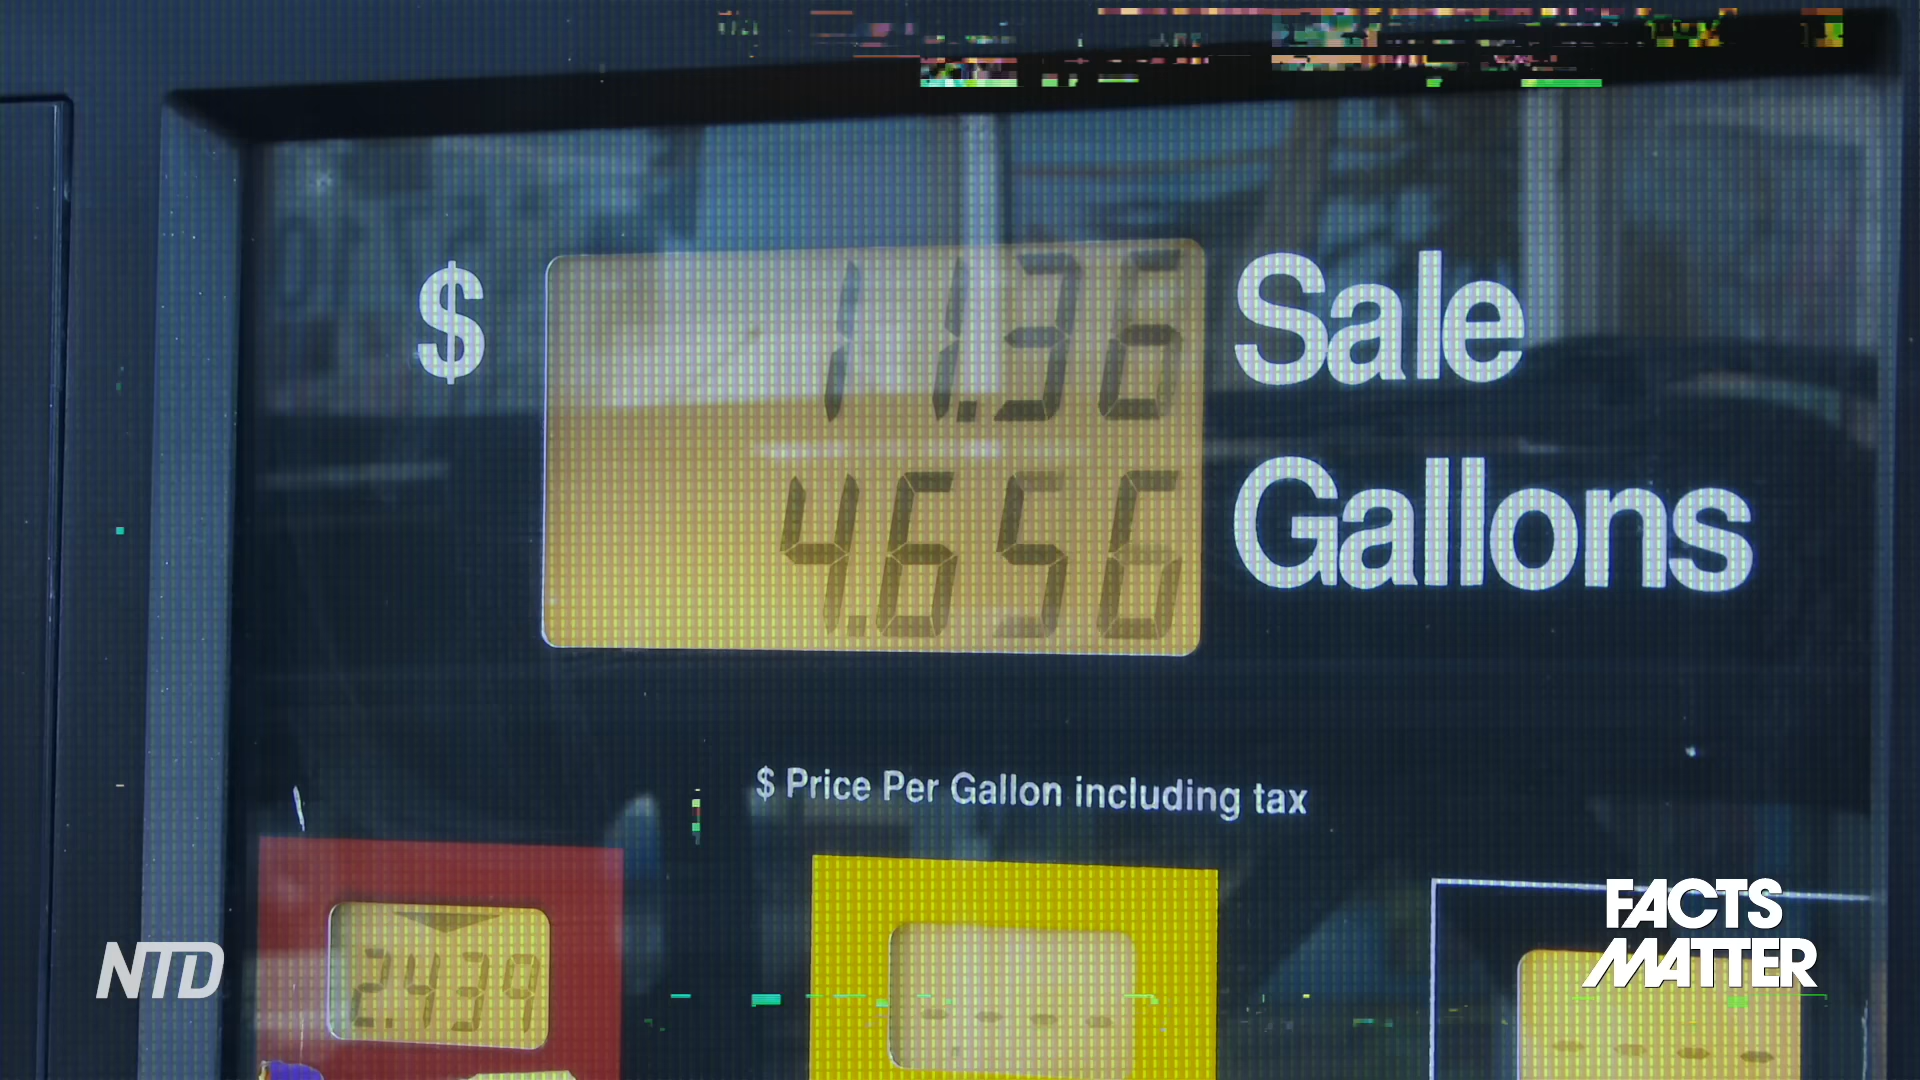 $ 11.36 Sale
4.656 Gallons
$ Price Per Gallon including tax
2.439
- - - -
- - - -
NTD
FACTS
MATTER